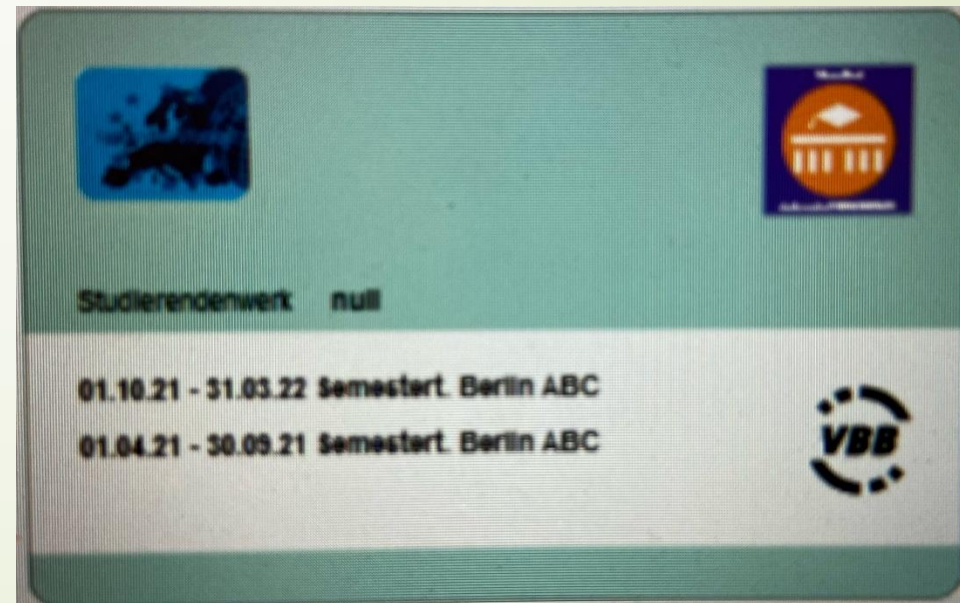 Studierendenwerk null
01.10.21 - 31.03.22 Semestert. Berlin ABC
01.04.21 - 30.09.21 Semestert. Berlin ABC
VBB